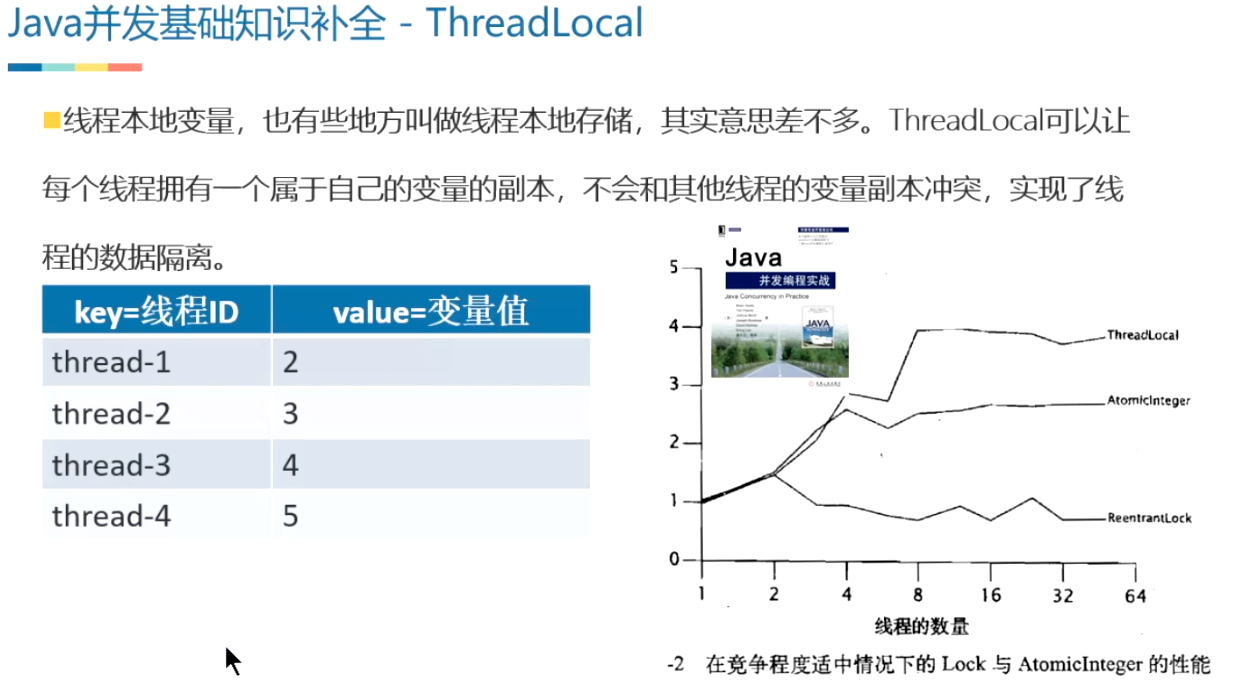 Java并发基础知识补全 - ThreadLocal
线程本地变量，也有些地方叫做线程本地存储，其实意思差不多。ThreadLocal可以让
每个线程拥有一个属于自己的变量的副本，不会和其他线程的变量副本冲突，实现了线
程的数据隔离。
key=线程ID value=变量值
thread-1 2
thread-2 3
thread-3 4
thread-4 5
Java
并发编程实战
Java Concurrency in Practice
JAVA
5
4
3
2
1
0
ThreadLocal
AtomicInteger
ReentrantLock
1 2 4 8 16 32 64
线程的数量
-2 在竞争程度适中情况下的 Lock 与 AtomicInteger 的性能